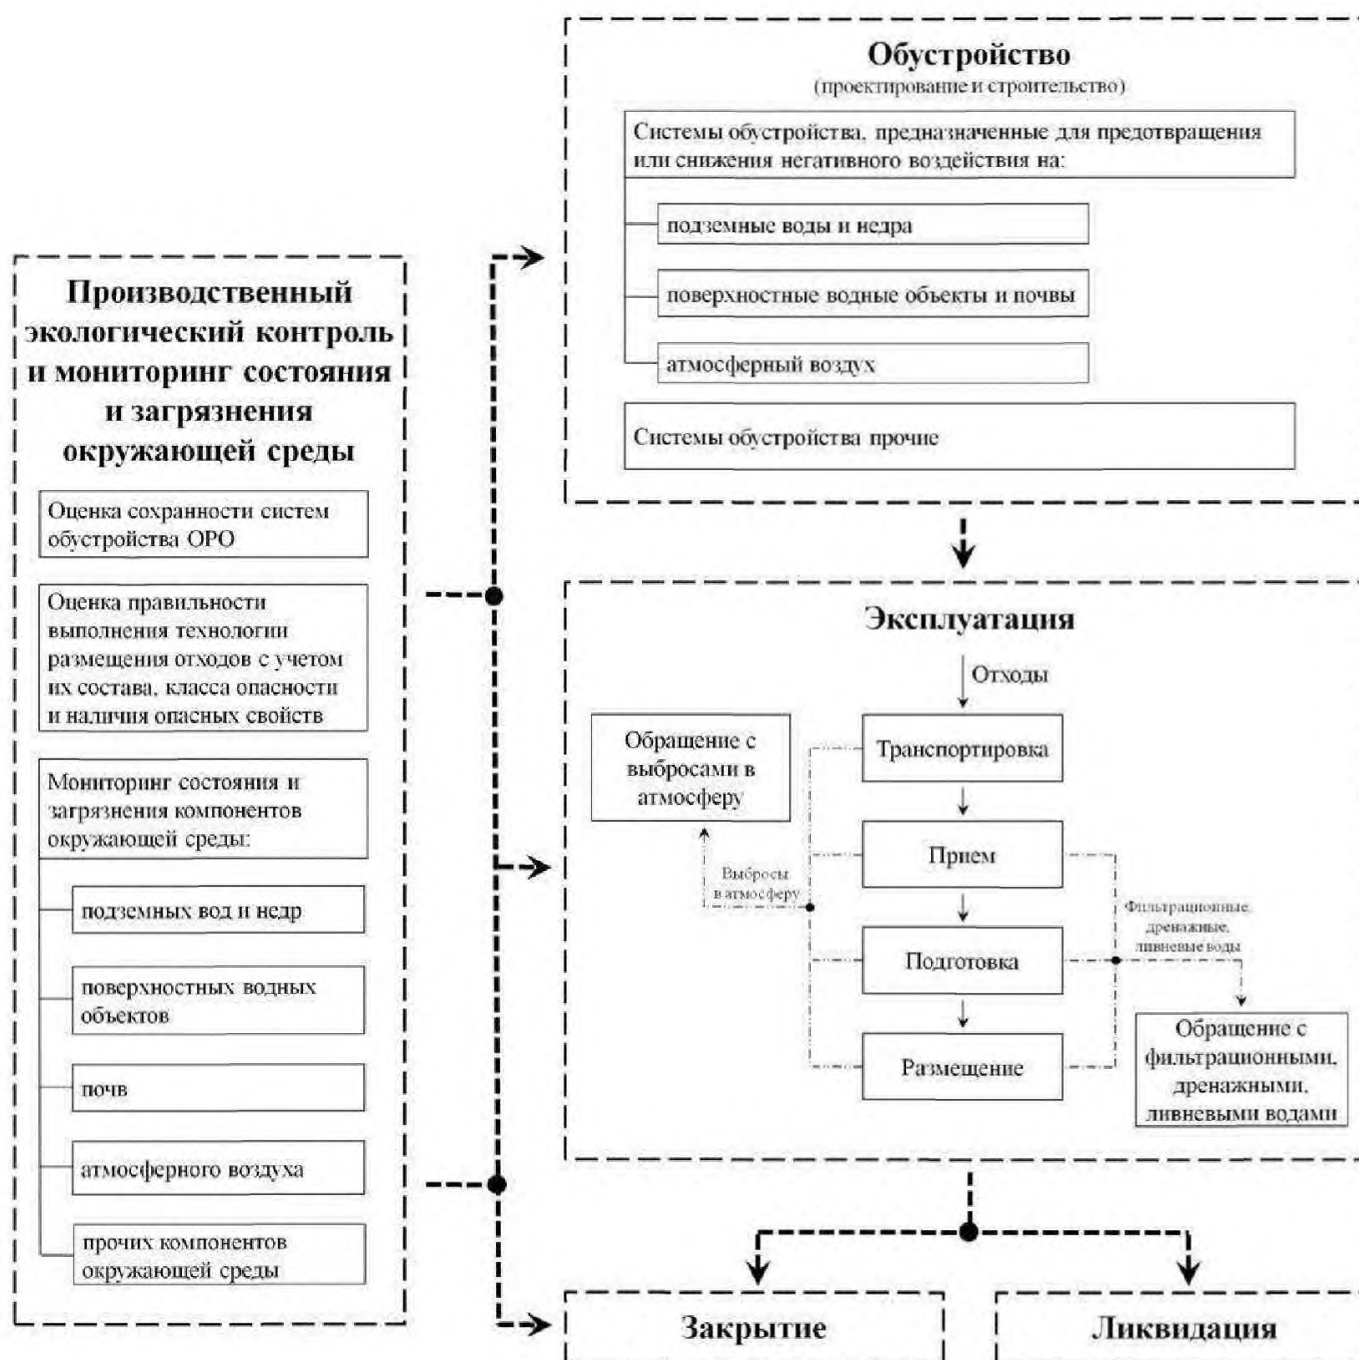 Производственный
экологический контроль
и мониторинг состояния
и загрязнения
окружающей среды
Оценка сохранности систем
обустройства ОРО
Оценка правильности
выполнения технологии
размещения отходов с учетом
их состава, класса опасности
и наличия опасных свойств
Мониторинг состояния и
загрязнения компонентов
окружающей среды:
подземных вод и недр
поверхностных водных
объектов
почв
атмосферного воздуха
прочих компонентов
окружающей среды
Обустройство
(проектирование и строительство)
Системы обустройства, предназначенные для предотвращения
или снижения негативного воздействия на:
подземные воды и недра
поверхностные водные объекты и почвы
атмосферный воздух
Системы обустройства прочие
Эксплуатация
Отходы
Обращение с
выбросами в
атмосферу
Выбросы
в атмосферу
Транспортировка
Прием
Подготовка
Размещение
Фильтрационные,
дренажные,
ливневые воды
Обращение с
фильтрационными,
дренажными,
ливневыми водами
Закрытие
Ликвидация